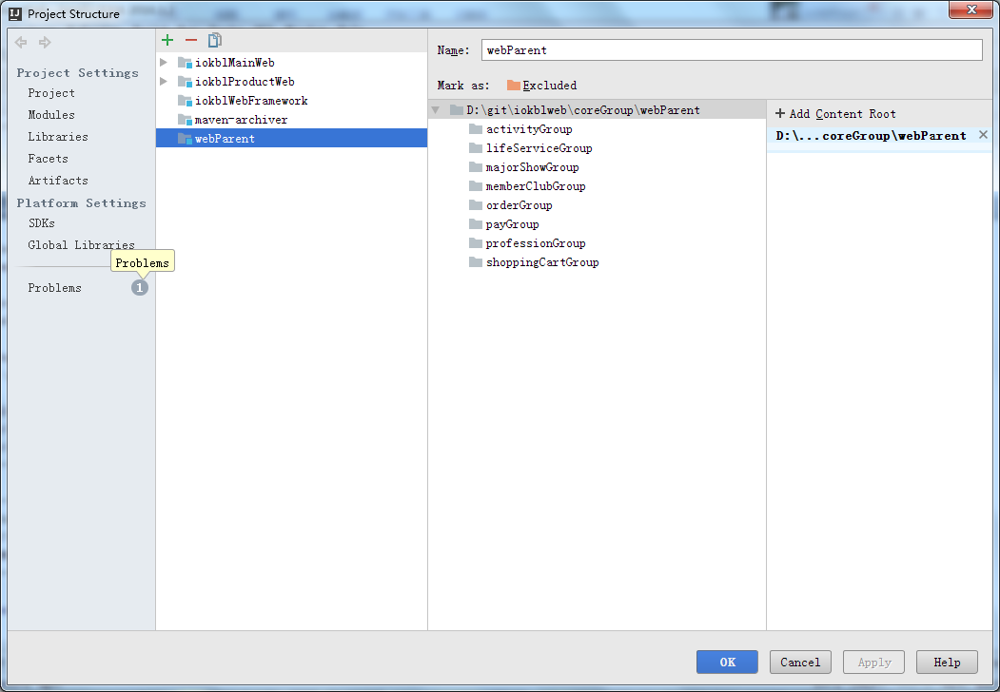 IJ Project Structure
Project Settings
Project
Modules
Libraries
Facets
Artifacts
Platform Settings
SDKs
Global Libraries
Problems
Problems 1
iokblMainWeb
iokblProductWeb
iokblWebFramework
maven-archiver
webParent
Name: webParent
Mark as: Excluded
D:\git\iokblweb\coreGroup\webParent
activityGroup
lifeServiceGroup
majorShowGroup
memberClubGroup
orderGroup
payGroup
professionGroup
shoppingCartGroup
+ Add Content Root
D:\...coreGroup\webParent
OK Cancel Apply Help